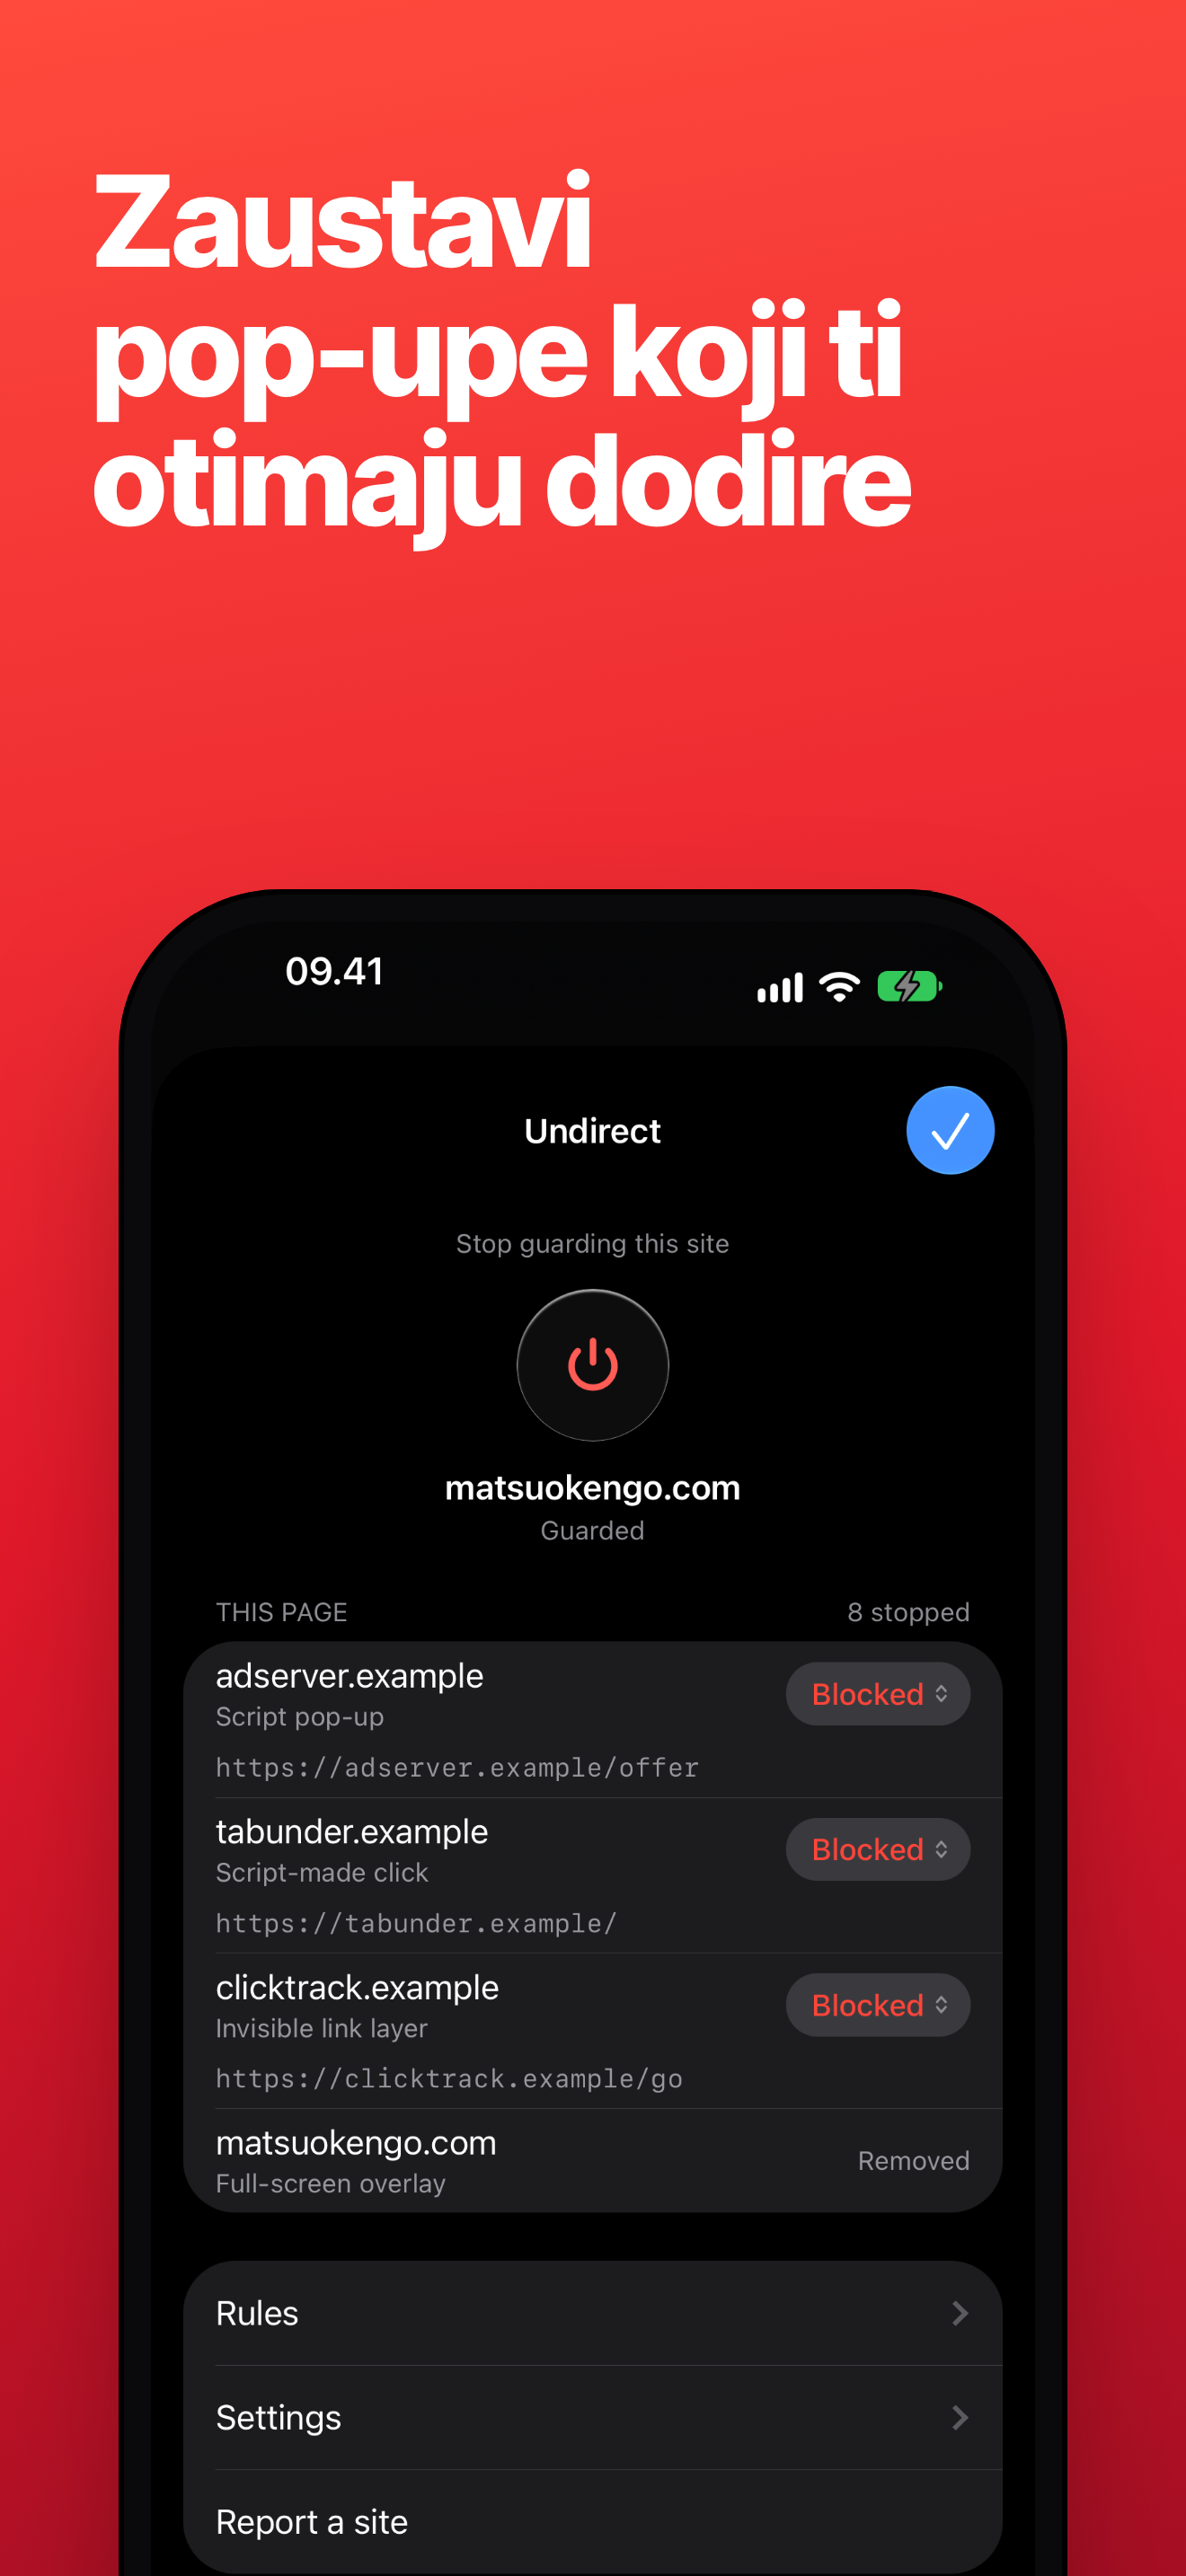 Zaustavi
pop-upe koji ti
otimaju dodire
09.41
Undirect
Stop guarding this site
matsuokengo.com
Guarded
THIS PAGE 8 stopped
adserver.example Blocked
Script pop-up
https://adserver.example/offer
tabunder.example Blocked
Script-made click
https://tabunder.example/
clicktrack.example Blocked
Invisible link layer
https://clicktrack.example/go
matsuokengo.com Removed
Full-screen overlay
Rules
Settings
Report a site